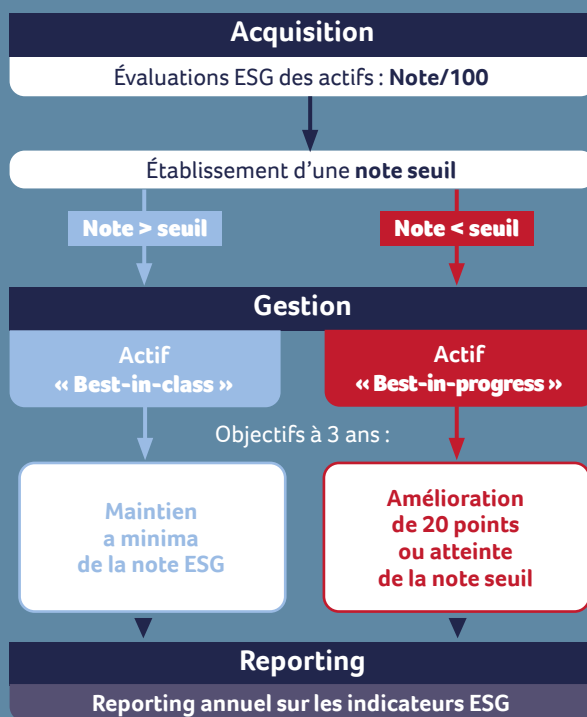 Acquisition
Évaluations ESG des actifs : Note/100
Établissement d'une note seuil
Note > seuil
Note < seuil
Gestion
Actif
« Best-in-class »
Actif
« Best-in-progress »
Objectifs à 3 ans :
Maintien
a minima
de la note ESG
Amélioration
de 20 points
ou atteinte
de la note seuil
Reporting
Reporting annuel sur les indicateurs ESG